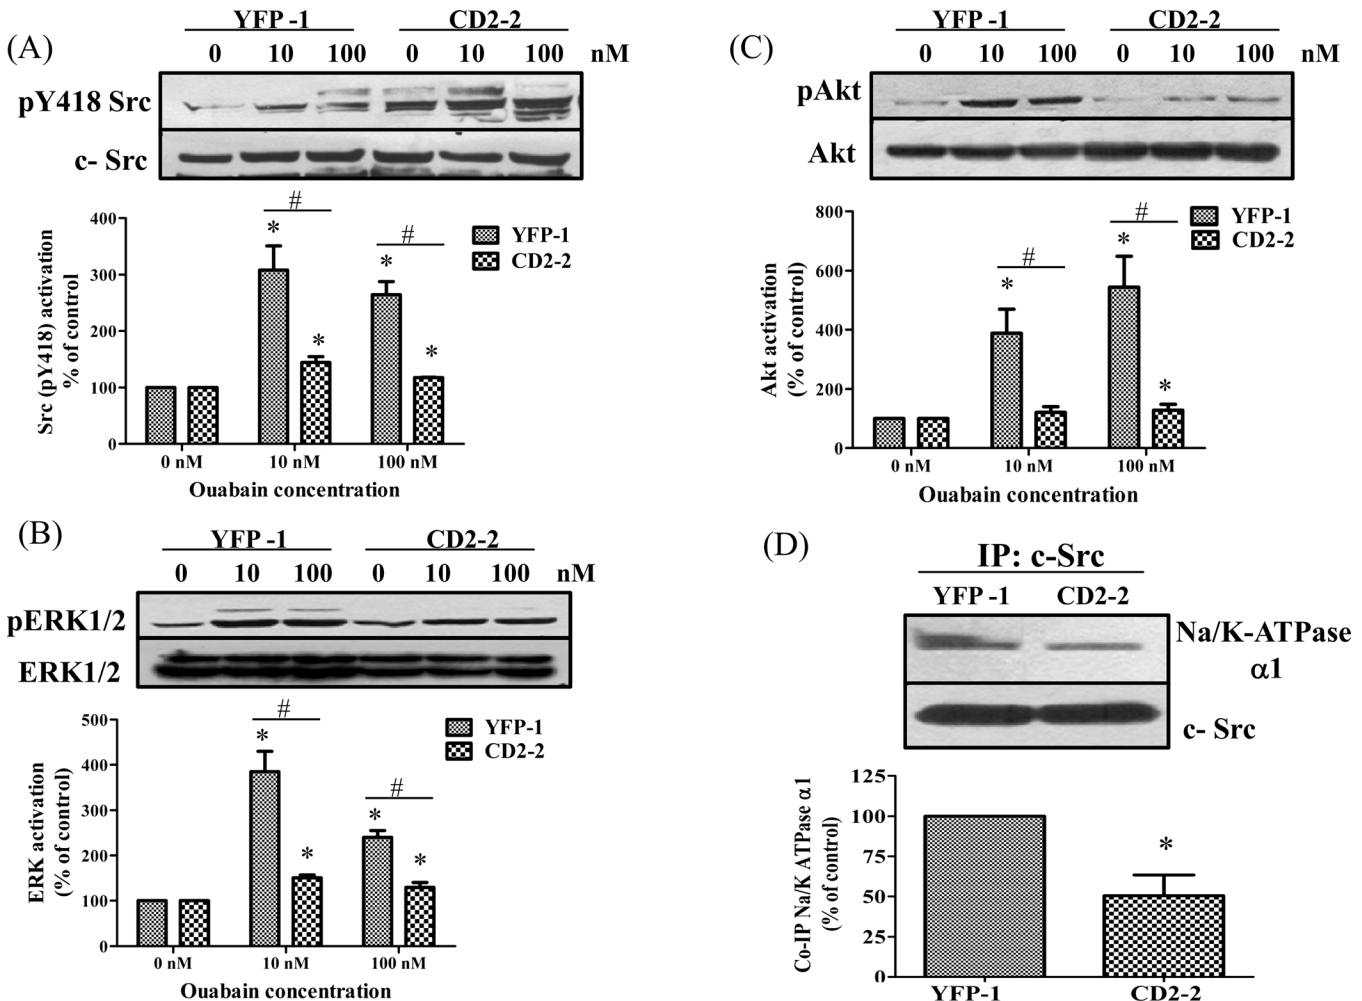 (A)
YFP -1 CD2-2
0 10 100 0 10 100 nM
pY418 Src
c- Src
Src (pY418) activation
% of control
400
300
200
100
0
#
*
*
#
*
*
YFP-1
CD2-2
0 nM 10 nM 100 nM
Ouabain concentration
(B)
YFP -1 CD2-2
0 10 100 0 10 100 nM
pERK1/2
ERK1/2
ERK activation
(% of control)
500
400
300
200
100
0
#
*
*
#
*
*
YFP-1
CD2-2
0 nM 10 nM 100 nM
Ouabain concentration
(C)
YFP -1 CD2-2
0 10 100 0 10 100 nM
pAkt
Akt
Akt activation
(% of control)
800
600
400
200
0
#
*
#
*
*
YFP-1
CD2-2
0 nM 10 nM 100 nM
Ouabain concentration
(D)
IP: c-Src
YFP -1 CD2-2
Na/K-ATPase
α1
c- Src
Co-IP Na/K ATPase α1
(% of control)
125
100
75
50
25
0
*
YFP-1 CD2-2